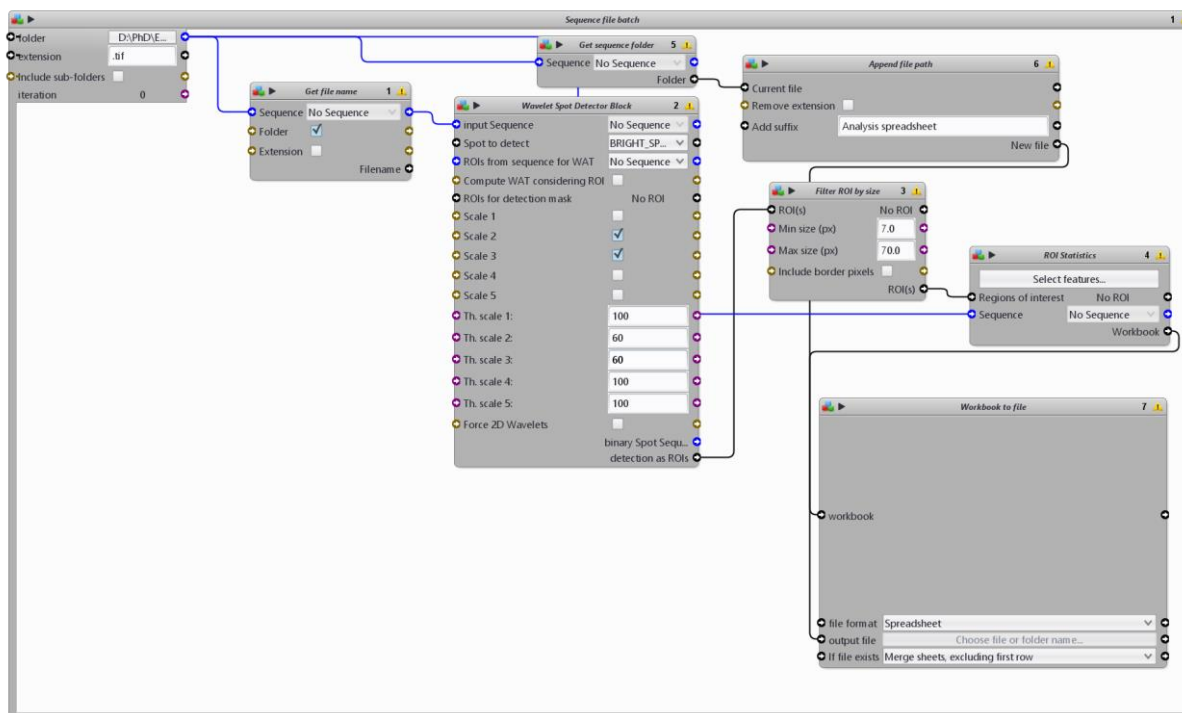 Sequence file batch 1
folder D:\PhD\E...
extension .tif
Include sub-folders
iteration 0
Get file name 1
Sequence No Sequence
Folder
Extension
Filename
Get sequence folder 5
Sequence No Sequence
Folder
Wavelet Spot Detector Block 2
input Sequence No Sequence
Spot to detect BRIGHT_SP...
ROIs from sequence for WAT No Sequence
Compute WAT considering ROI
ROIs for detection mask No ROI
Scale 1
Scale 2
Scale 3
Scale 4
Scale 5
Th. scale 1: 100
Th. scale 2: 60
Th. scale 3: 60
Th. scale 4: 100
Th. scale 5: 100
Force 2D Wavelets
binary Spot Sequ...
detection as ROIs
Append file path 6
Current file
Remove extension
Add suffix Analysis spreadsheet
New file
Filter ROI by size 3
ROI(s) No ROI
Min size (px) 7.0
Max size (px) 70.0
Include border pixels
ROI(s)
ROI Statistics 4
Select features...
Regions of interest No ROI
Sequence No Sequence
Workbook
Workbook to file 7
workbook
file format Spreadsheet
output file Choose file or folder name...
If file exists Merge sheets, excluding first row